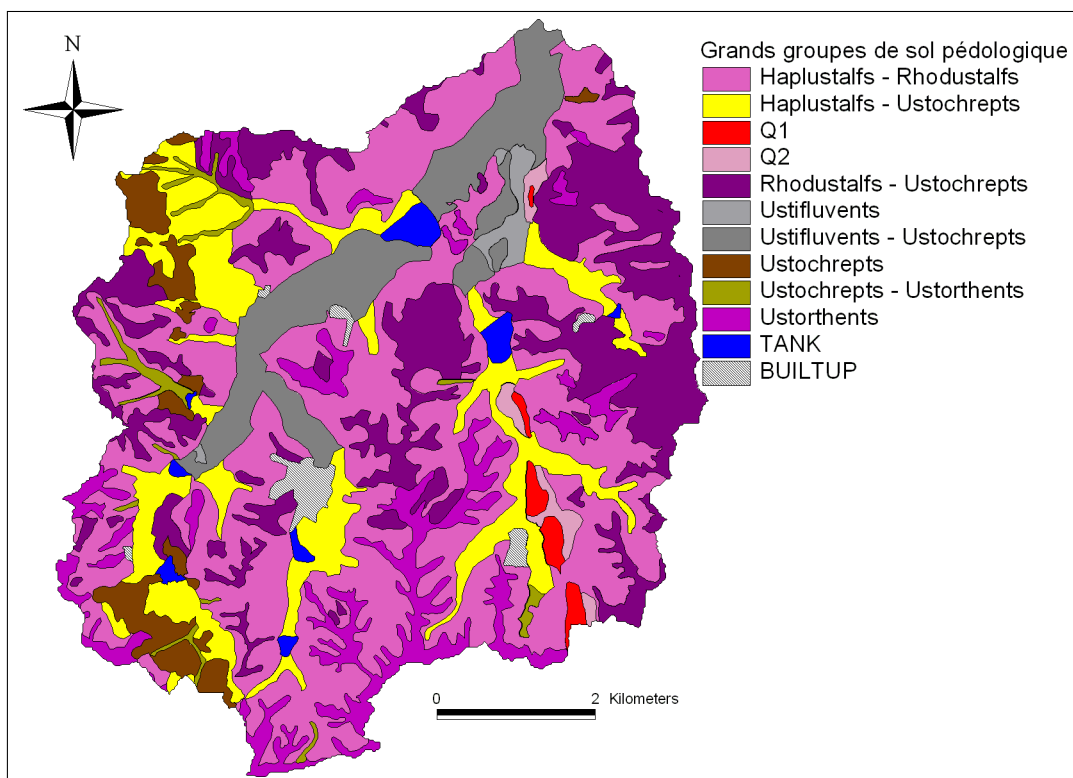 N
Grands groupes de sol pédologique
Haplustalfs - Rhodustalfs
Haplustalfs - Ustochrepts
Q1
Q2
Rhodustalfs - Ustochrepts
Ustifluvents
Ustifluvents - Ustochrepts
Ustochrepts
Ustochrepts - Ustorthents
Ustorthents
TANK
BUILTUP
0 2 Kilometers